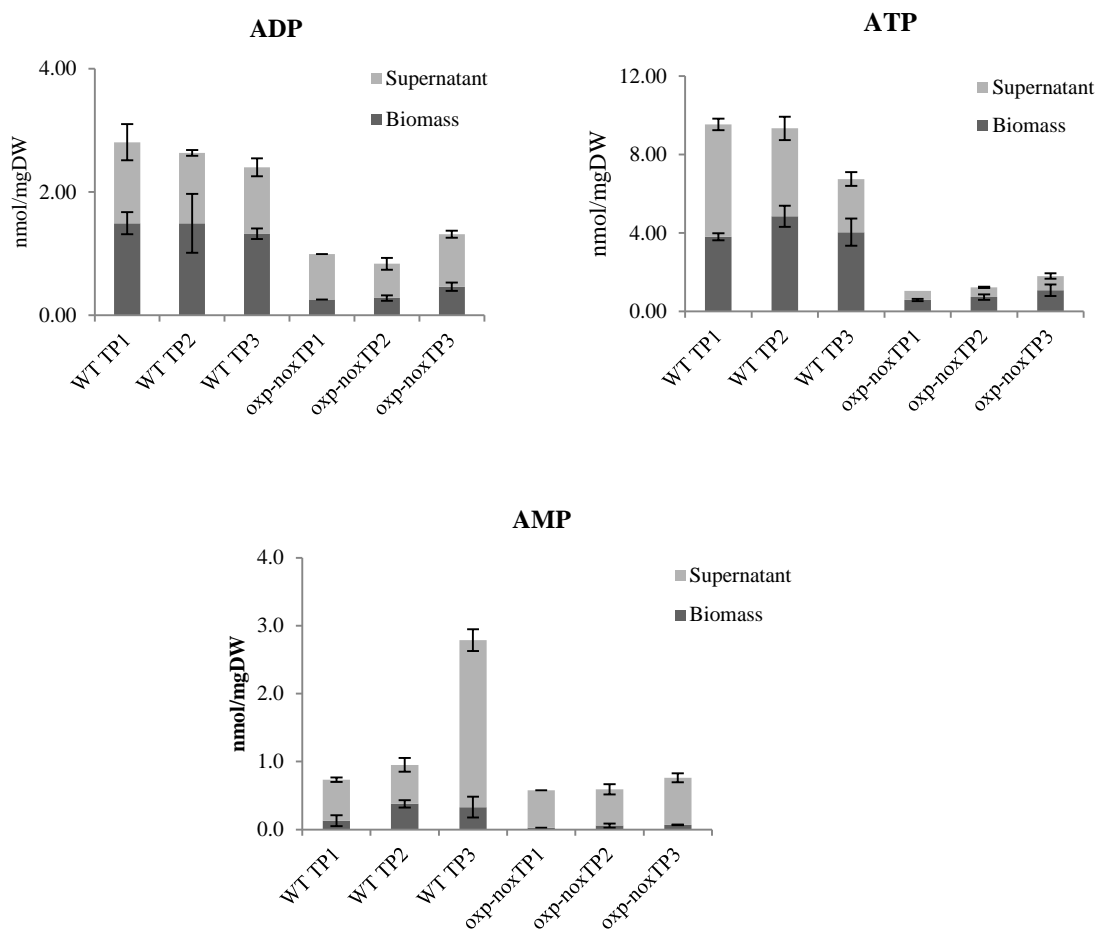 ADP
4.00
2.00
0.00
nmol/mgDW
Supernatant
Biomass
WT TP1
WT TP2
WT TP3
oxp-noxTP1
oxp-noxTP2
oxp-noxTP3
ATP
12.00
8.00
4.00
0.00
nmol/mgDW
Supernatant
Biomass
WT TP1
WT TP2
WT TP3
oxp-noxTP1
oxp-noxTP2
oxp-noxTP3
AMP
4.0
3.0
2.0
1.0
0.0
nmol/mgDW
Supernatant
Biomass
WT TP1
WT TP2
WT TP3
oxp-noxTP1
oxp-noxTP2
oxp-noxTP3